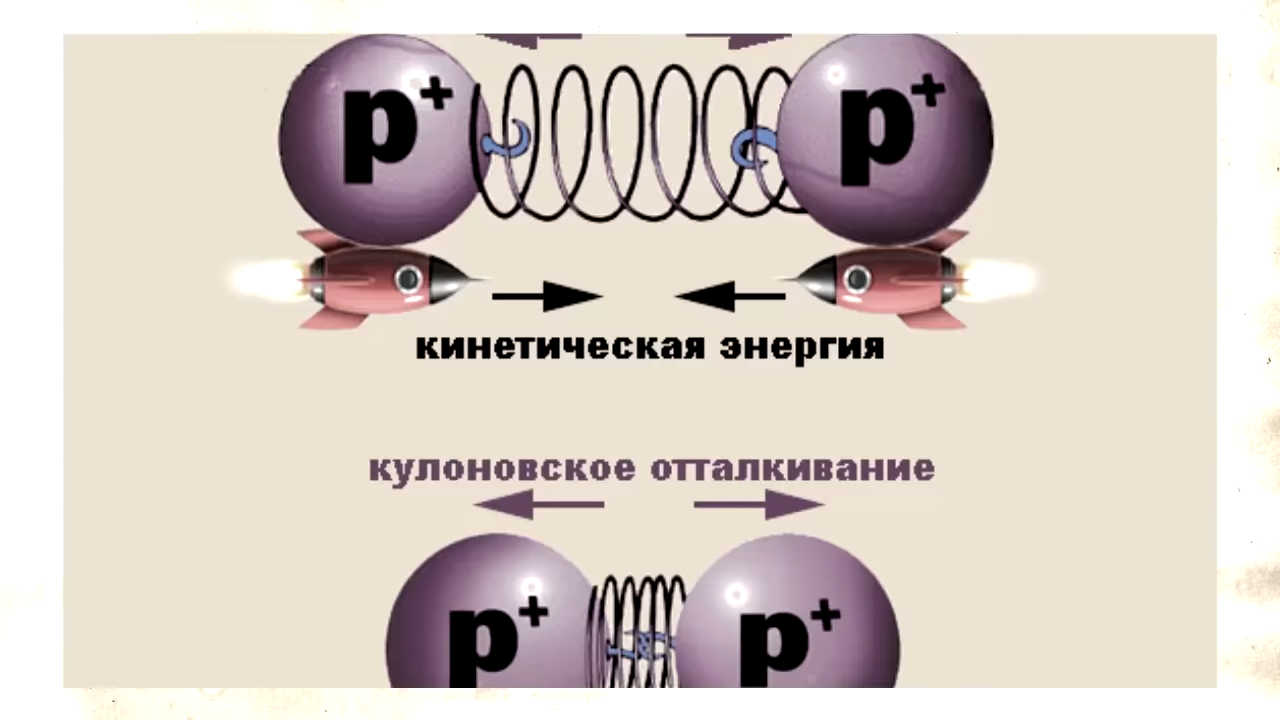 p+ p+
кинетическая энергия
кулоновское отталкивание
p+ p+